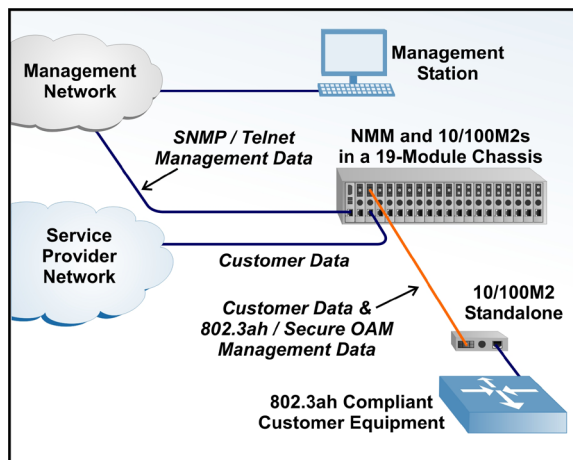 Management
Network
Management
Station
SNMP / Telnet
Management Data
NMM and 10/100M2s
in a 19-Module Chassis
Service
Provider
Network
Customer Data
Customer Data &
802.3ah / Secure OAM
Management Data
10/100M2
Standalone
802.3ah Compliant
Customer Equipment